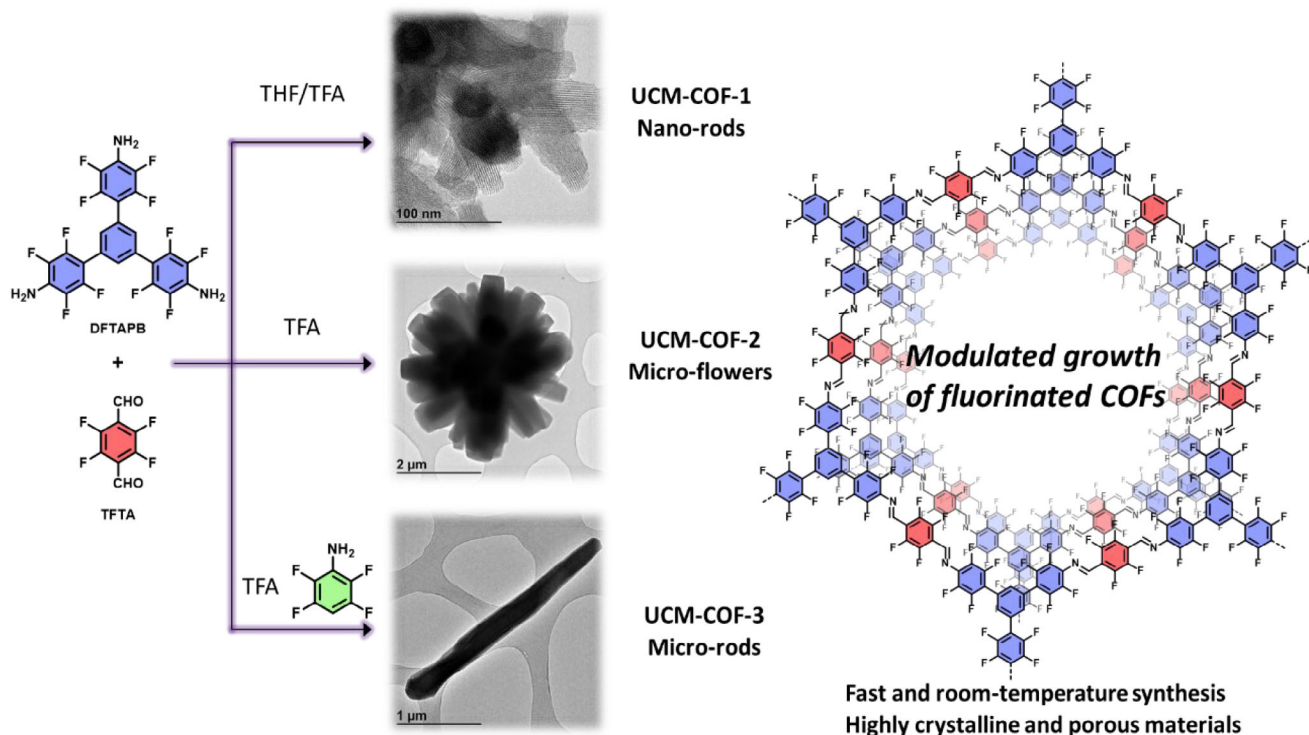 THF/TFA
100 nm
UCM-COF-1
Nano-rods
NH₂
F F
F F
F F F F
H₂N F F NH₂
F F
DFTAPB
+
TFA
2 µm
UCM-COF-2
Micro-flowers
CHO
F F
F F
CHO
TFTA
TFA
NH₂
F F
F F
1 µm
UCM-COF-3
Micro-rods
Modulated growth
of fluorinated COFs
Fast and room-temperature synthesis
Highly crystalline and porous materials